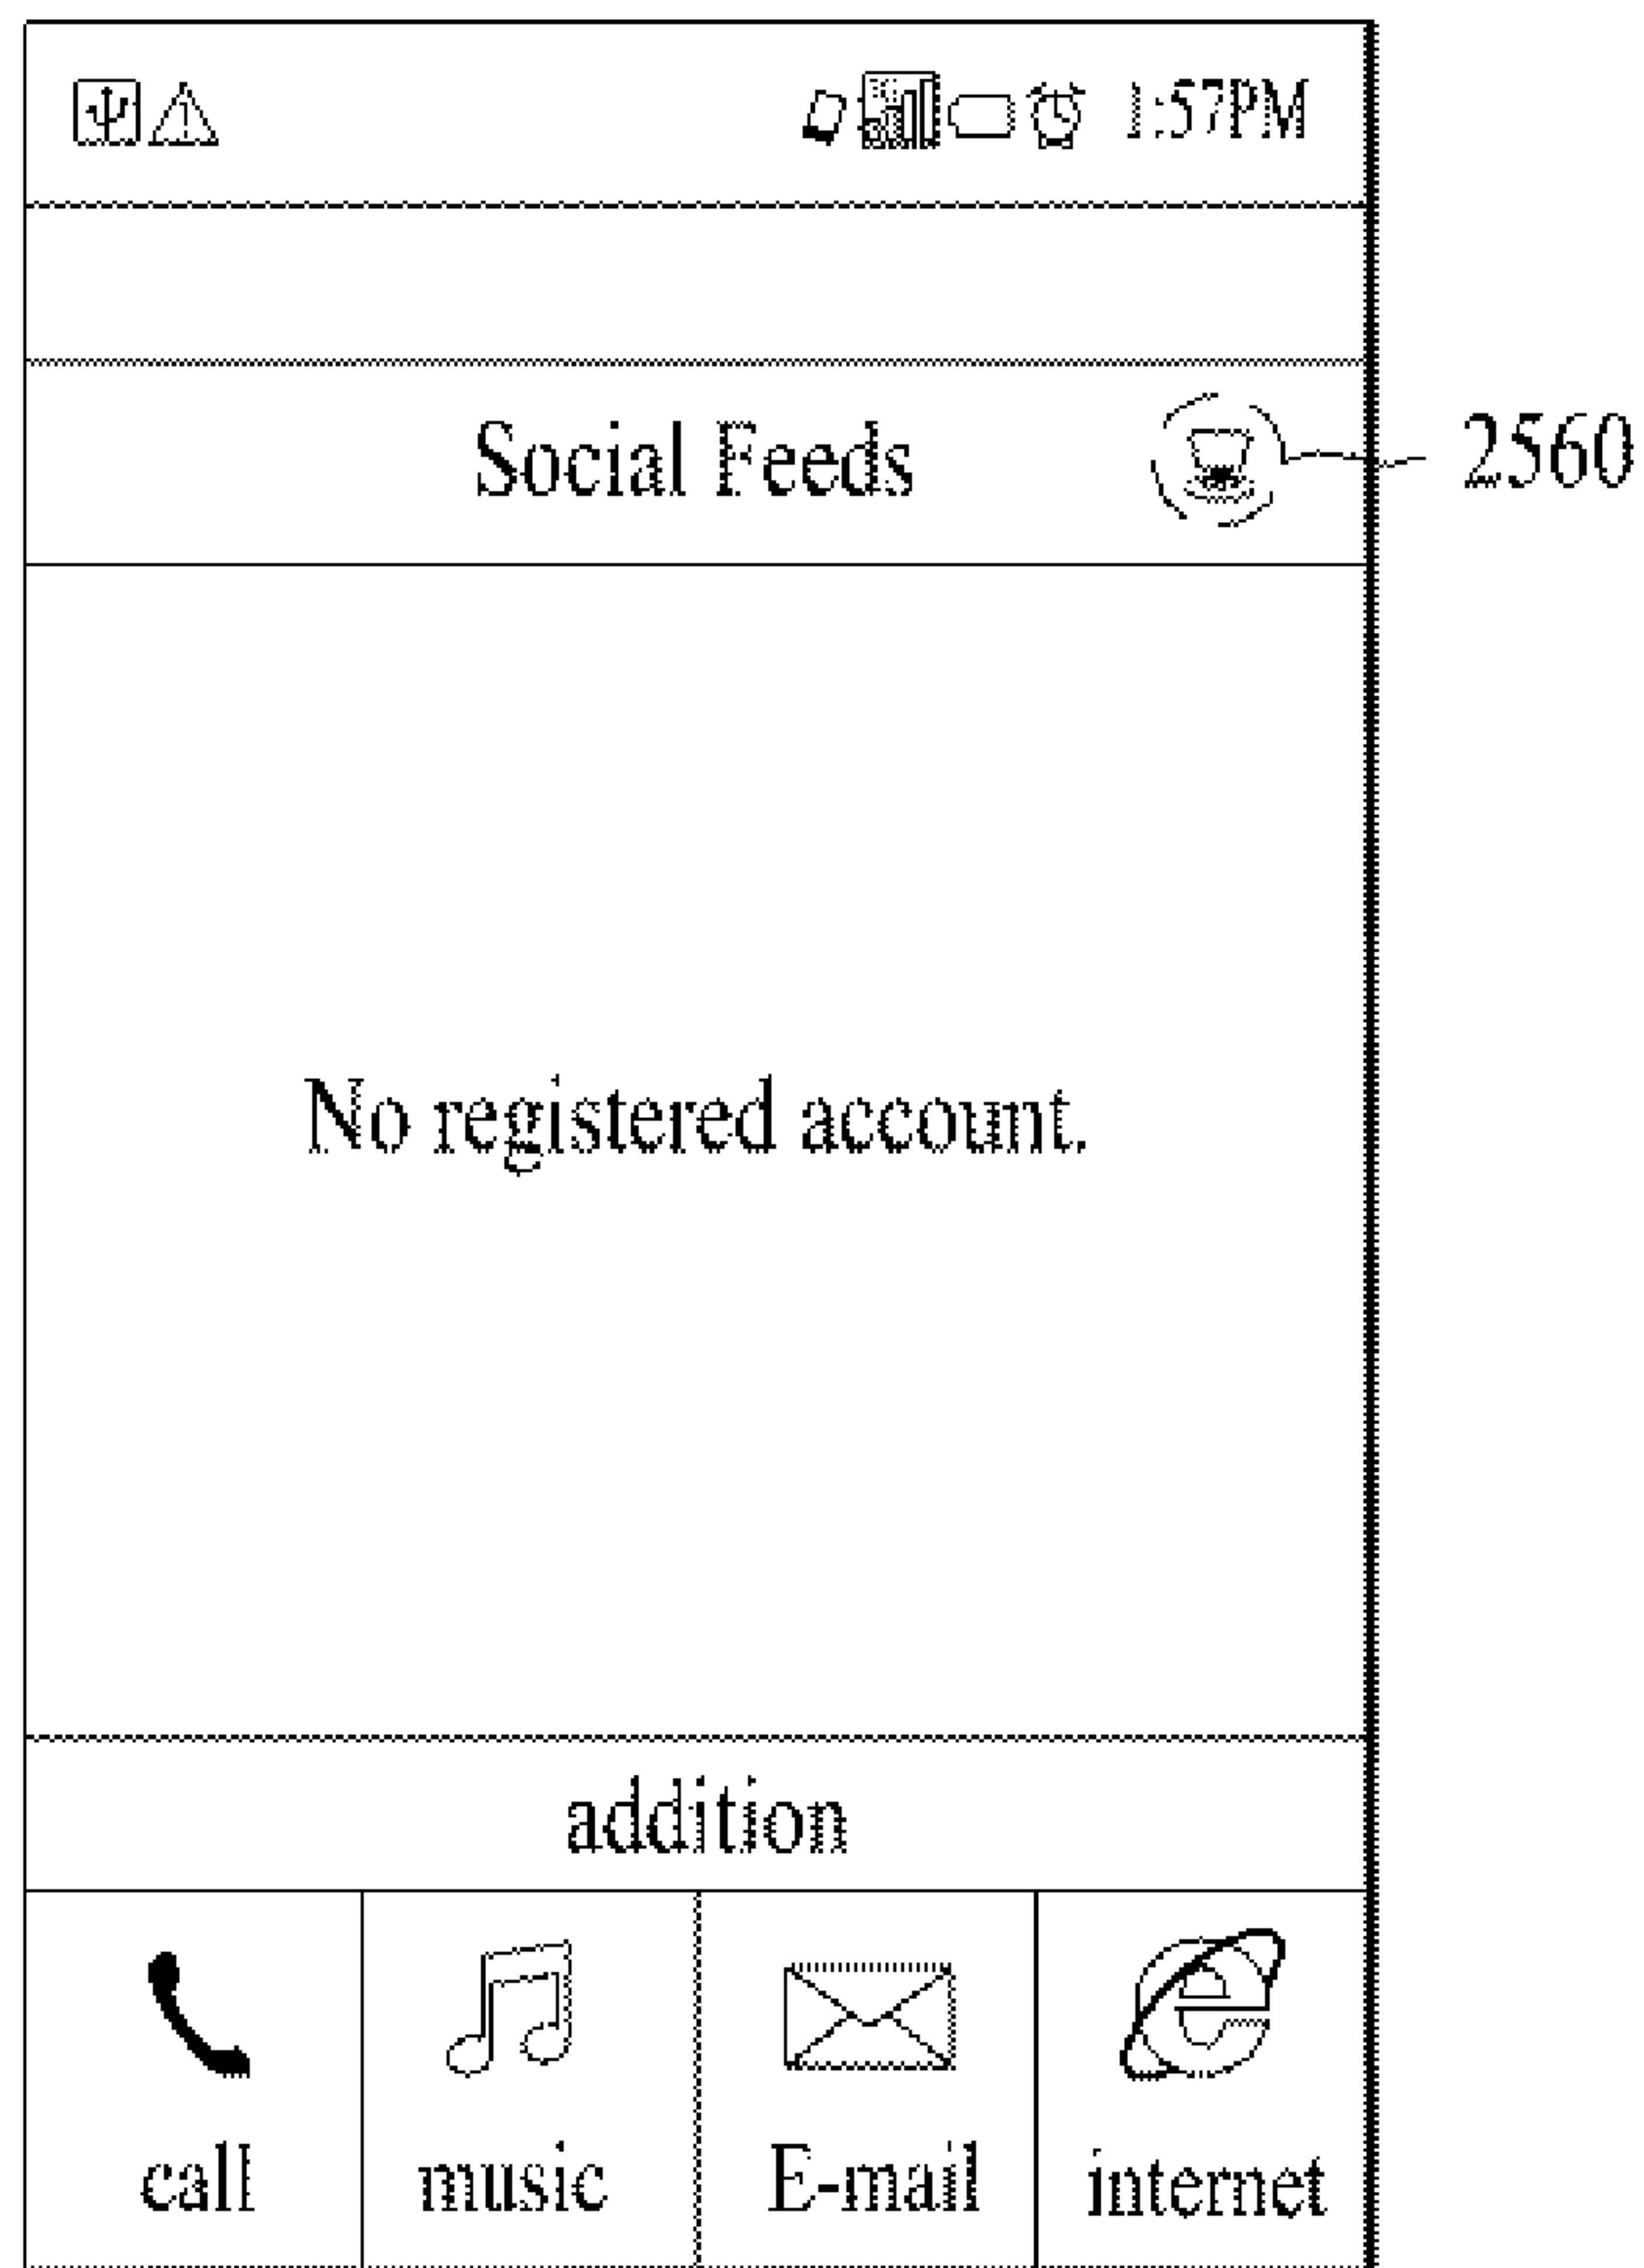 1:57PM
Social Feeds
2560
No registered account.
addition
call
music
E-mail
internet